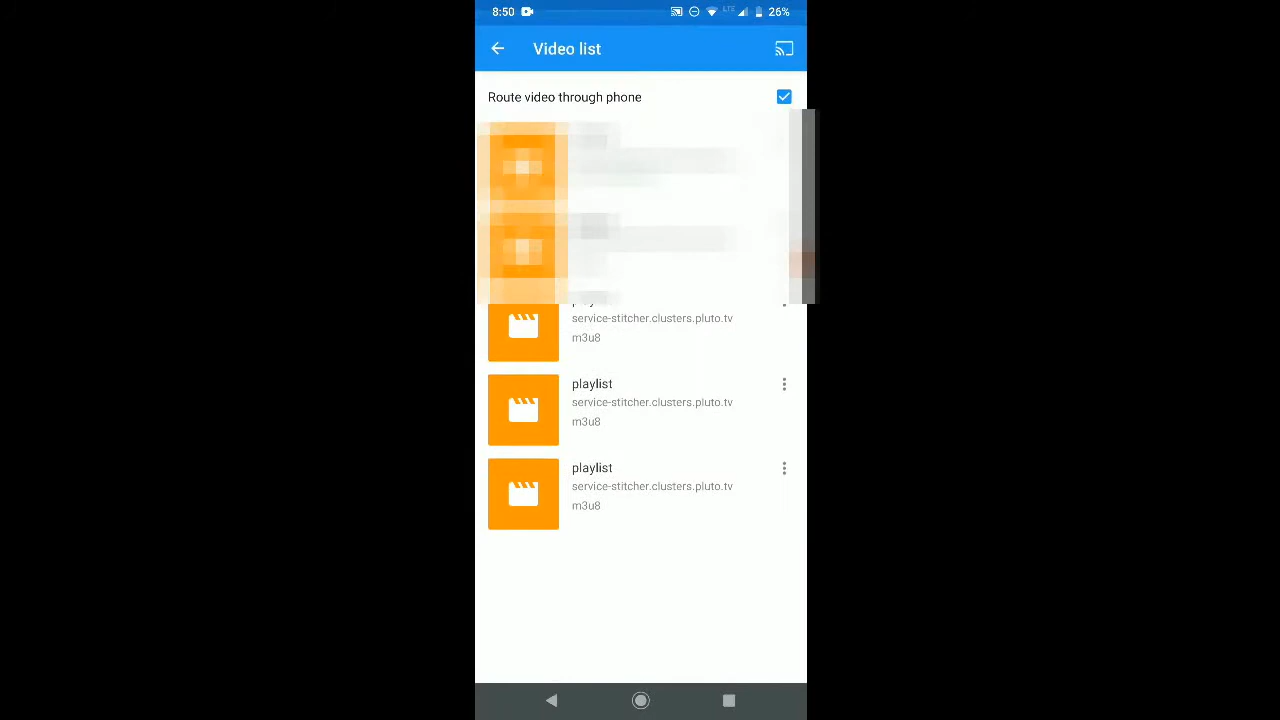 8:50
LTE
26%
Video list
Route video through phone
service-stitcher.clusters.pluto.tv
m3u8
playlist
service-stitcher.clusters.pluto.tv
m3u8
playlist
service-stitcher.clusters.pluto.tv
m3u8